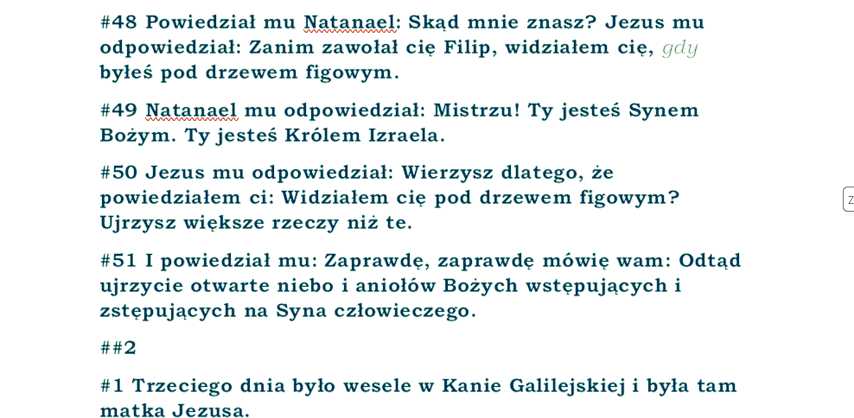 #48 Powiedział mu Natanael: Skąd mnie znasz? Jezus mu
odpowiedział: Zanim zawołał cię Filip, widziałem cię, gdy
byłeś pod drzewem figowym.
#49 Natanael mu odpowiedział: Mistrzu! Ty jesteś Synem
Bożym. Ty jesteś Królem Izraela.
#50 Jezus mu odpowiedział: Wierzysz dlatego, że
powiedziałem ci: Widziałem cię pod drzewem figowym?
Ujrzysz większe rzeczy niż te.
#51 I powiedział mu: Zaprawdę, zaprawdę mówię wam: Odtąd
ujrzycie otwarte niebo i aniołów Bożych wstępujących i
zstępujących na Syna człowieczego.
##2
#1 Trzeciego dnia było wesele w Kanie Galilejskiej i była tam
matka Jezusa.